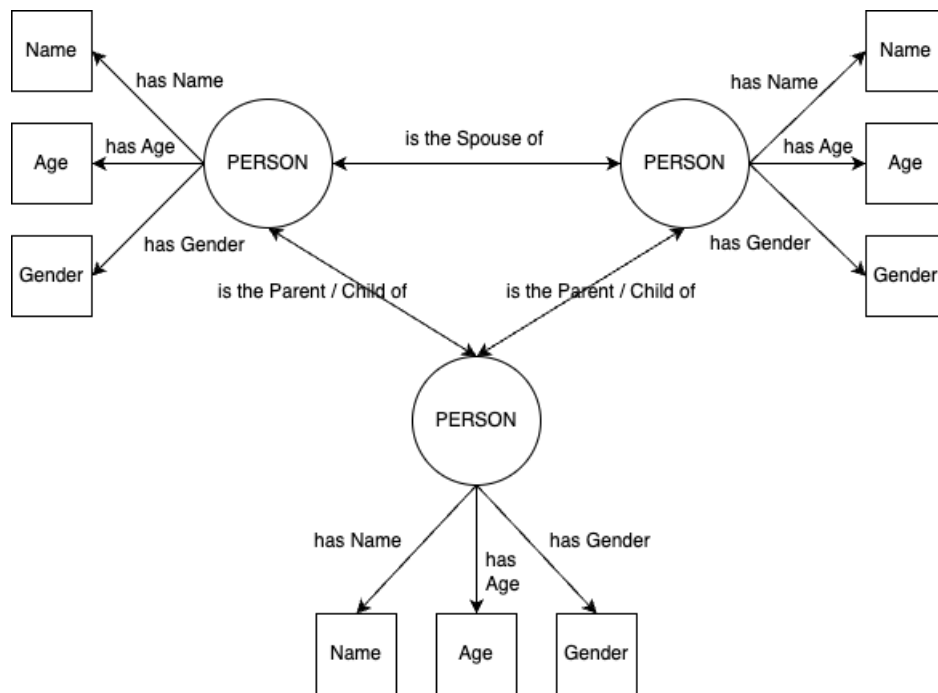 Name
Name
has Name
has Name
is the Spouse of
has Age
has Age
Age
PERSON
PERSON
Age
has Gender
has Gender
Gender
Gender
is the Parent / Child of
is the Parent / Child of
PERSON
has Name
has Gender
has
Age
Name
Age
Gender